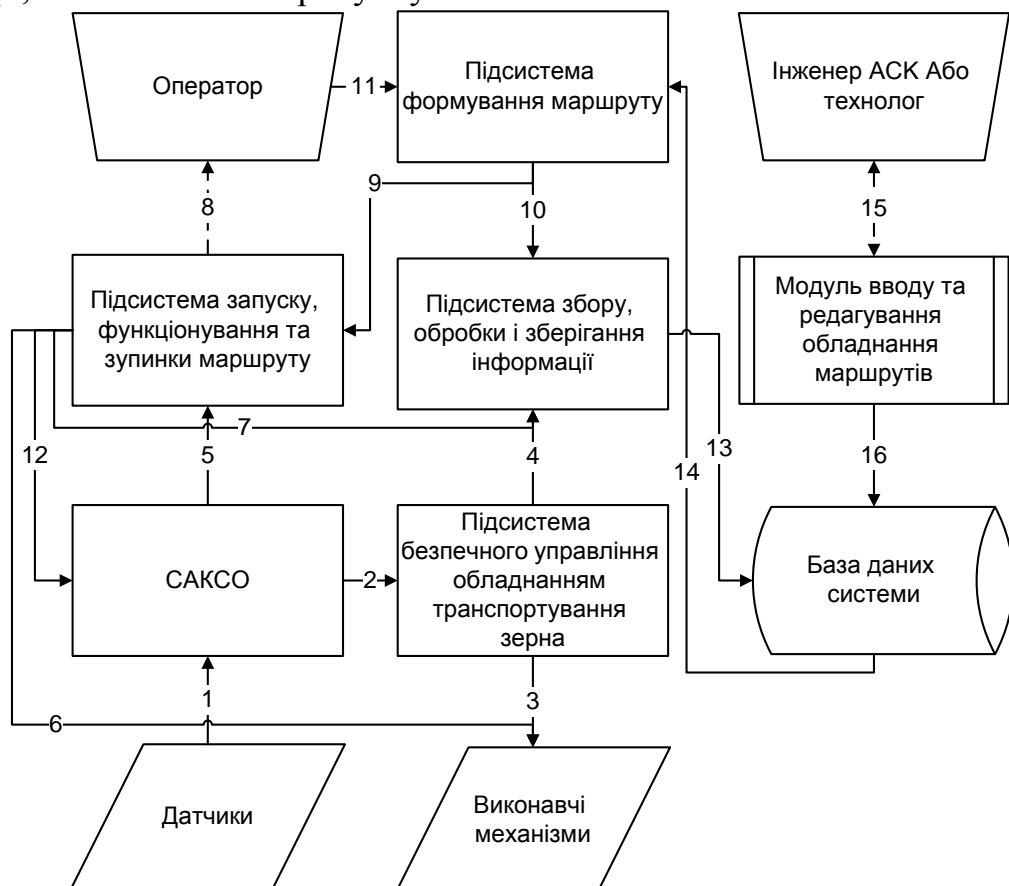 Оператор
11
Підсистема
формування маршруту
Інженер АСК Або
технолог
9
8
10
15
Підсистема запуску,
функціонування та
зупинки маршруту
Підсистема збору,
обробки і зберігання
інформації
Модуль вводу та
редагування
обладнання
маршрутів
7
12
5
4
13
14
16
САКСО
2
Підсистема
безпечного управління
обладнанням
транспортування
зерна
База даних
системи
1
3
6
Датчики
Виконавчі
механізми